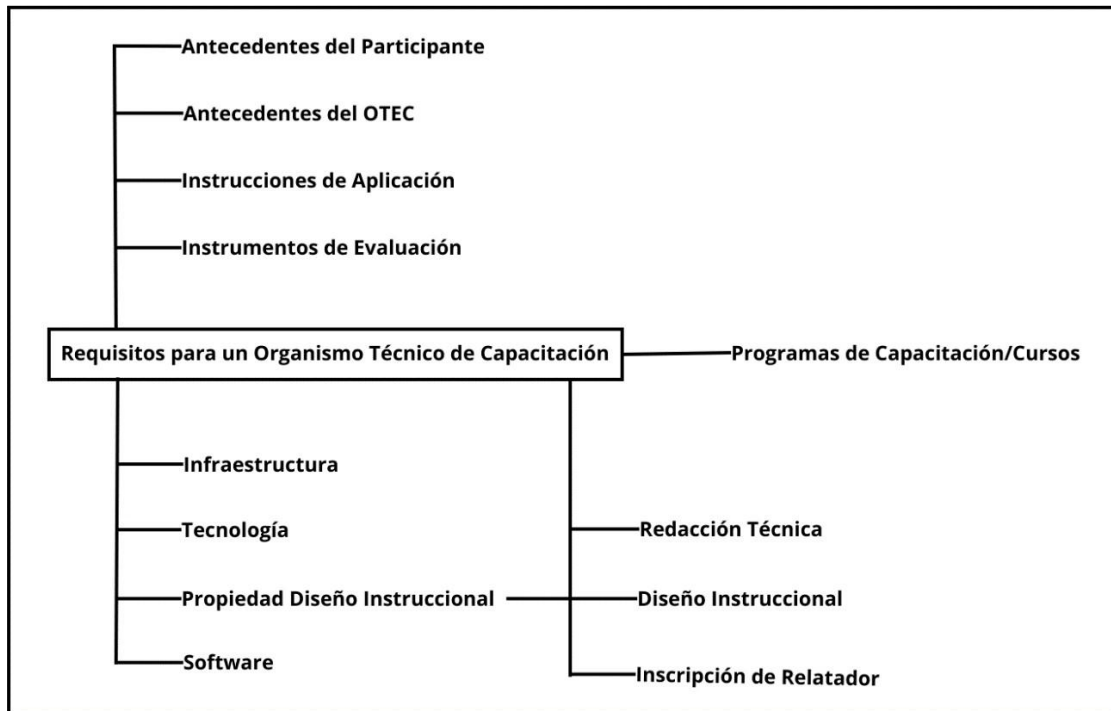 Antecedentes del Participante
Antecedentes del OTEC
Instrucciones de Aplicación
Instrumentos de Evaluación
Requisitos para un Organismo Técnico de Capacitación
Programas de Capacitación/Cursos
Infraestructura
Tecnología
Redacción Técnica
Propiedad Diseño Instruccional
Diseño Instruccional
Software
Inscripción de Relatador